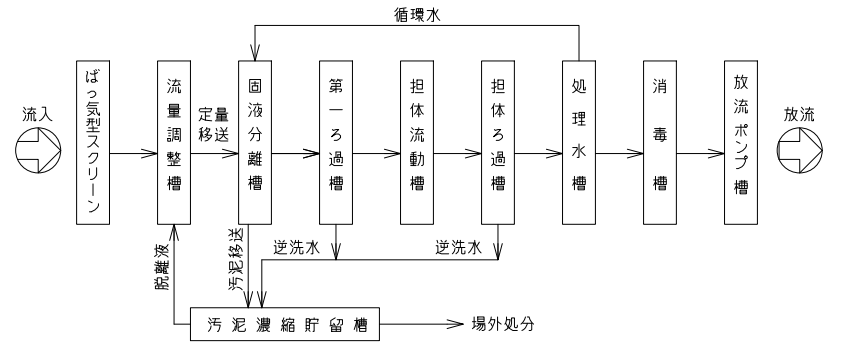 循環水
流入
ばっ気型スクリーン
流量調整槽
定量
移送
固液分離槽
第一ろ過槽
担体流動槽
担体ろ過槽
処理水槽
消毒槽
放流ポンプ槽
放流
脱離液
汚泥移送
逆洗水
逆洗水
汚泥濃縮貯留槽
場外処分